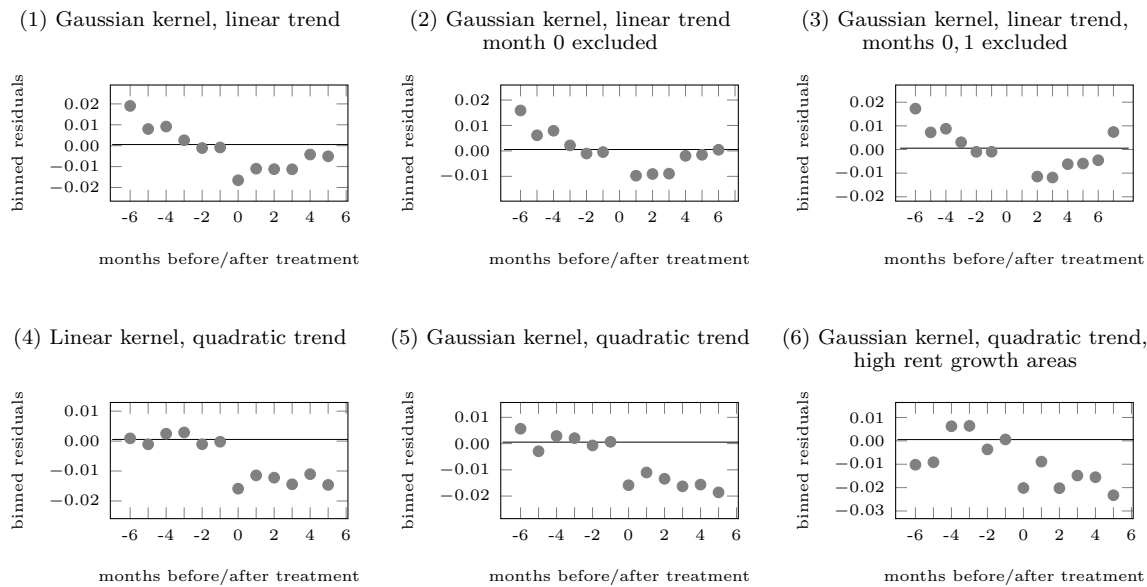 (1) Gaussian kernel, linear trend
binned residuals
0.02
0.01
0.00
−0.01
−0.02
-6 -4 -2 0 2 4 6
months before/after treatment
(2) Gaussian kernel, linear trend
month 0 excluded
binned residuals
0.02
0.01
0.00
−0.01
-6 -4 -2 0 2 4 6
months before/after treatment
(3) Gaussian kernel, linear trend,
months 0, 1 excluded
binned residuals
0.02
0.01
0.00
−0.01
−0.02
-6 -4 -2 0 2 4 6
months before/after treatment
(4) Linear kernel, quadratic trend
binned residuals
0.01
0.00
−0.01
−0.02
-6 -4 -2 0 2 4 6
months before/after treatment
(5) Gaussian kernel, quadratic trend
binned residuals
0.01
0.00
−0.01
−0.02
-6 -4 -2 0 2 4 6
months before/after treatment
(6) Gaussian kernel, quadratic trend,
high rent growth areas
binned residuals
0.01
0.00
−0.01
−0.02
−0.03
-6 -4 -2 0 2 4 6
months before/after treatment